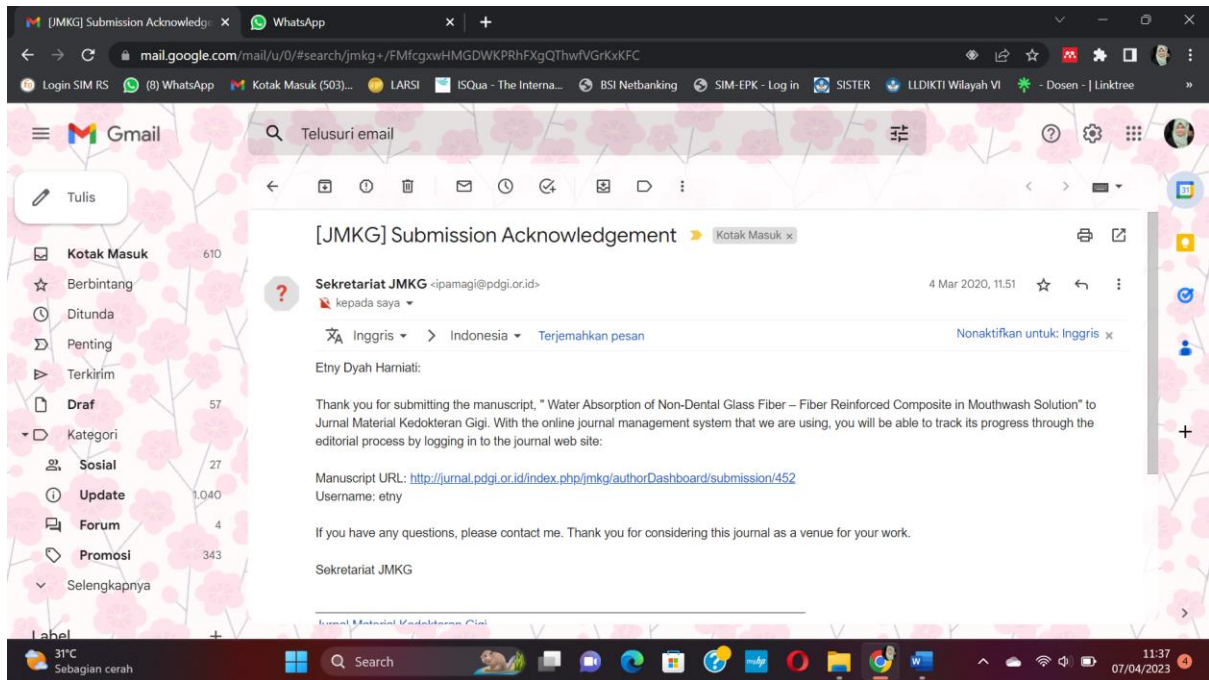 [JMKG] Submission Acknowledge
WhatsApp
mail.google.com/mail/u/0/#search/jmkg+/FMfcgxwHMGDWKPRhFXgQThwfVGrKxKFC
Login SIM RS
(8) WhatsApp
Kotak Masuk (503)...
LARSI
ISQua - The Interna...
BSI Netbanking
SIM-EPK - Log in
SISTER
LLDIKTI Wilayah VI
- Dosen - | Linktree
»
Gmail
Telusuri email
Tulis
31
[JMKG] Submission Acknowledgement
Kotak Masuk ×
Kotak Masuk 610
Berbintang
Ditunda
Penting
Terkirim
Draf 57
Kategori
Sosial 27
Update 1.040
Forum 4
Promosi 343
Selengkapnya
Label +
Sekretariat JMKG <ipamagi@pdgi.or.id>
4 Mar 2020, 11.51
kepada saya
Inggris > Indonesia Terjemahkan pesan
Nonaktifkan untuk: Inggris ×
Etny Dyah Harniati:
Thank you for submitting the manuscript, " Water Absorption of Non-Dental Glass Fiber – Fiber Reinforced Composite in Mouthwash Solution" to
Jurnal Material Kedokteran Gigi. With the online journal management system that we are using, you will be able to track its progress through the
editorial process by logging in to the journal web site:
Manuscript URL: http://jurnal.pdgi.or.id/index.php/jmkg/authorDashboard/submission/452
Username: etny
If you have any questions, please contact me. Thank you for considering this journal as a venue for your work.
Sekretariat JMKG
Jurnal Material Kedokteran Gigi
31°C
Sebagian cerah
Search
11:37
07/04/2023
4